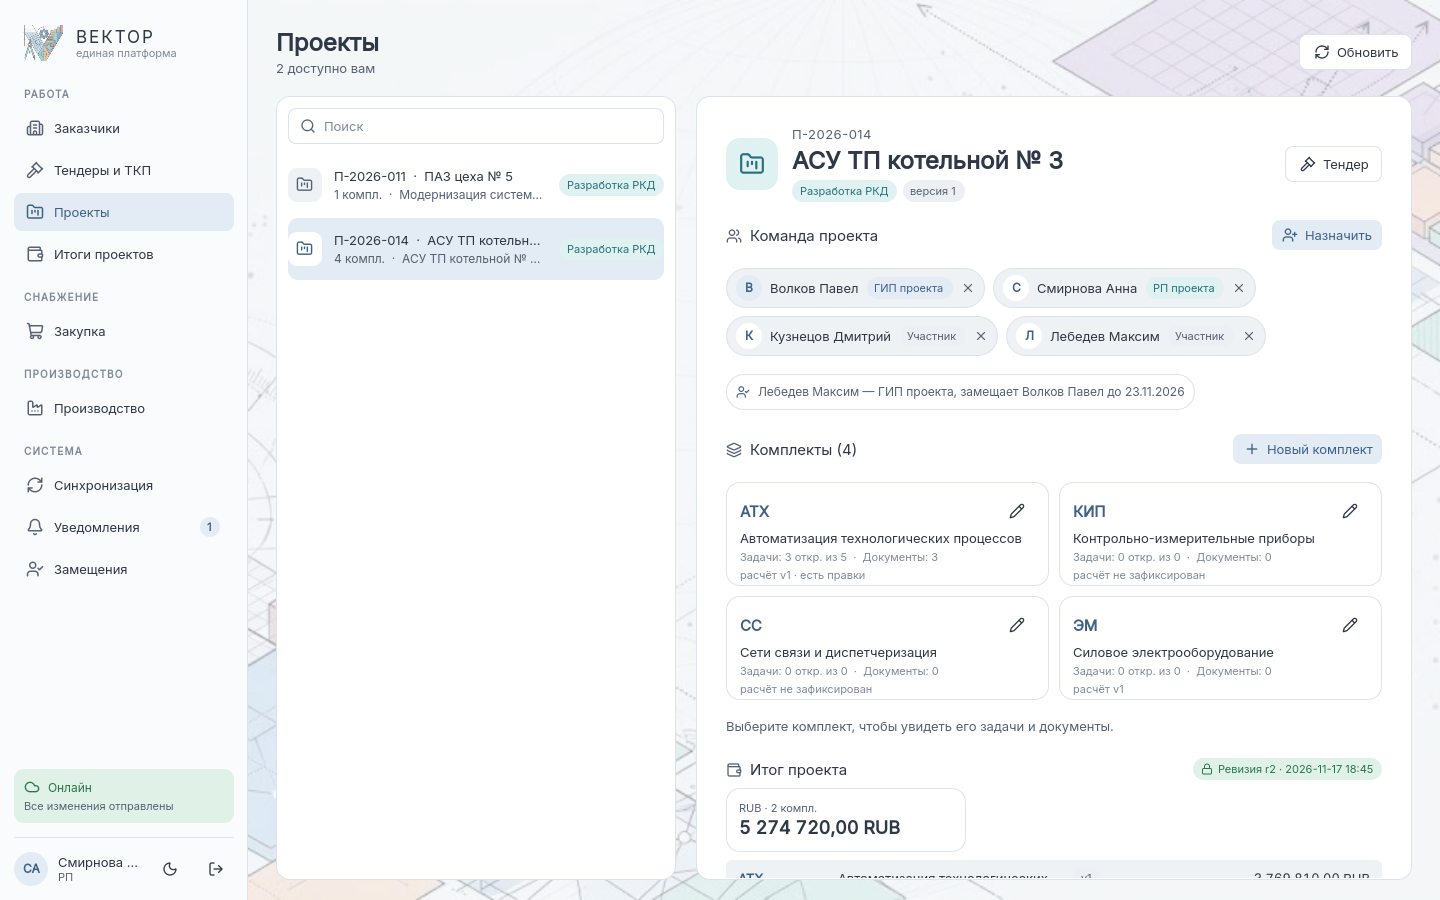 ВЕКТОР
единая платформа
РАБОТА
Заказчики
Тендеры и ТКП
Проекты
Итоги проектов
СНАБЖЕНИЕ
Закупка
ПРОИЗВОДСТВО
Производство
СИСТЕМА
Синхронизация
Уведомления 1
Замещения
Онлайн
Все изменения отправлены
СА Смирнова ...
РП
Проекты
2 доступно вам
Обновить
Поиск
П-2026-011 · ПАЗ цеха № 5
1 компл. · Модернизация систем...
Разработка РКД
П-2026-014 · АСУ ТП котельн...
4 компл. · АСУ ТП котельной № ...
Разработка РКД
П-2026-014
АСУ ТП котельной № 3
Разработка РКД версия 1
Тендер
Команда проекта
Назначить
В Волков Павел ГИП проекта
С Смирнова Анна РП проекта
К Кузнецов Дмитрий Участник
Л Лебедев Максим Участник
Лебедев Максим — ГИП проекта, замещает Волков Павел до 23.11.2026
Комплекты (4)
Новый комплект
АТХ
Автоматизация технологических процессов
Задачи: 3 откр. из 5 · Документы: 3
расчёт v1 · есть правки
КИП
Контрольно-измерительные приборы
Задачи: 0 откр. из 0 · Документы: 0
расчёт не зафиксирован
СС
Сети связи и диспетчеризация
Задачи: 0 откр. из 0 · Документы: 0
расчёт не зафиксирован
ЭМ
Силовое электрооборудование
Задачи: 0 откр. из 0 · Документы: 0
расчёт v1
Выберите комплект, чтобы увидеть его задачи и документы.
Итог проекта
Ревизия r2 · 2026-11-17 18:45
RUB · 2 компл.
5 274 720,00 RUB
АТХ Автоматизация технологических v1 3 769 810,00 RUB